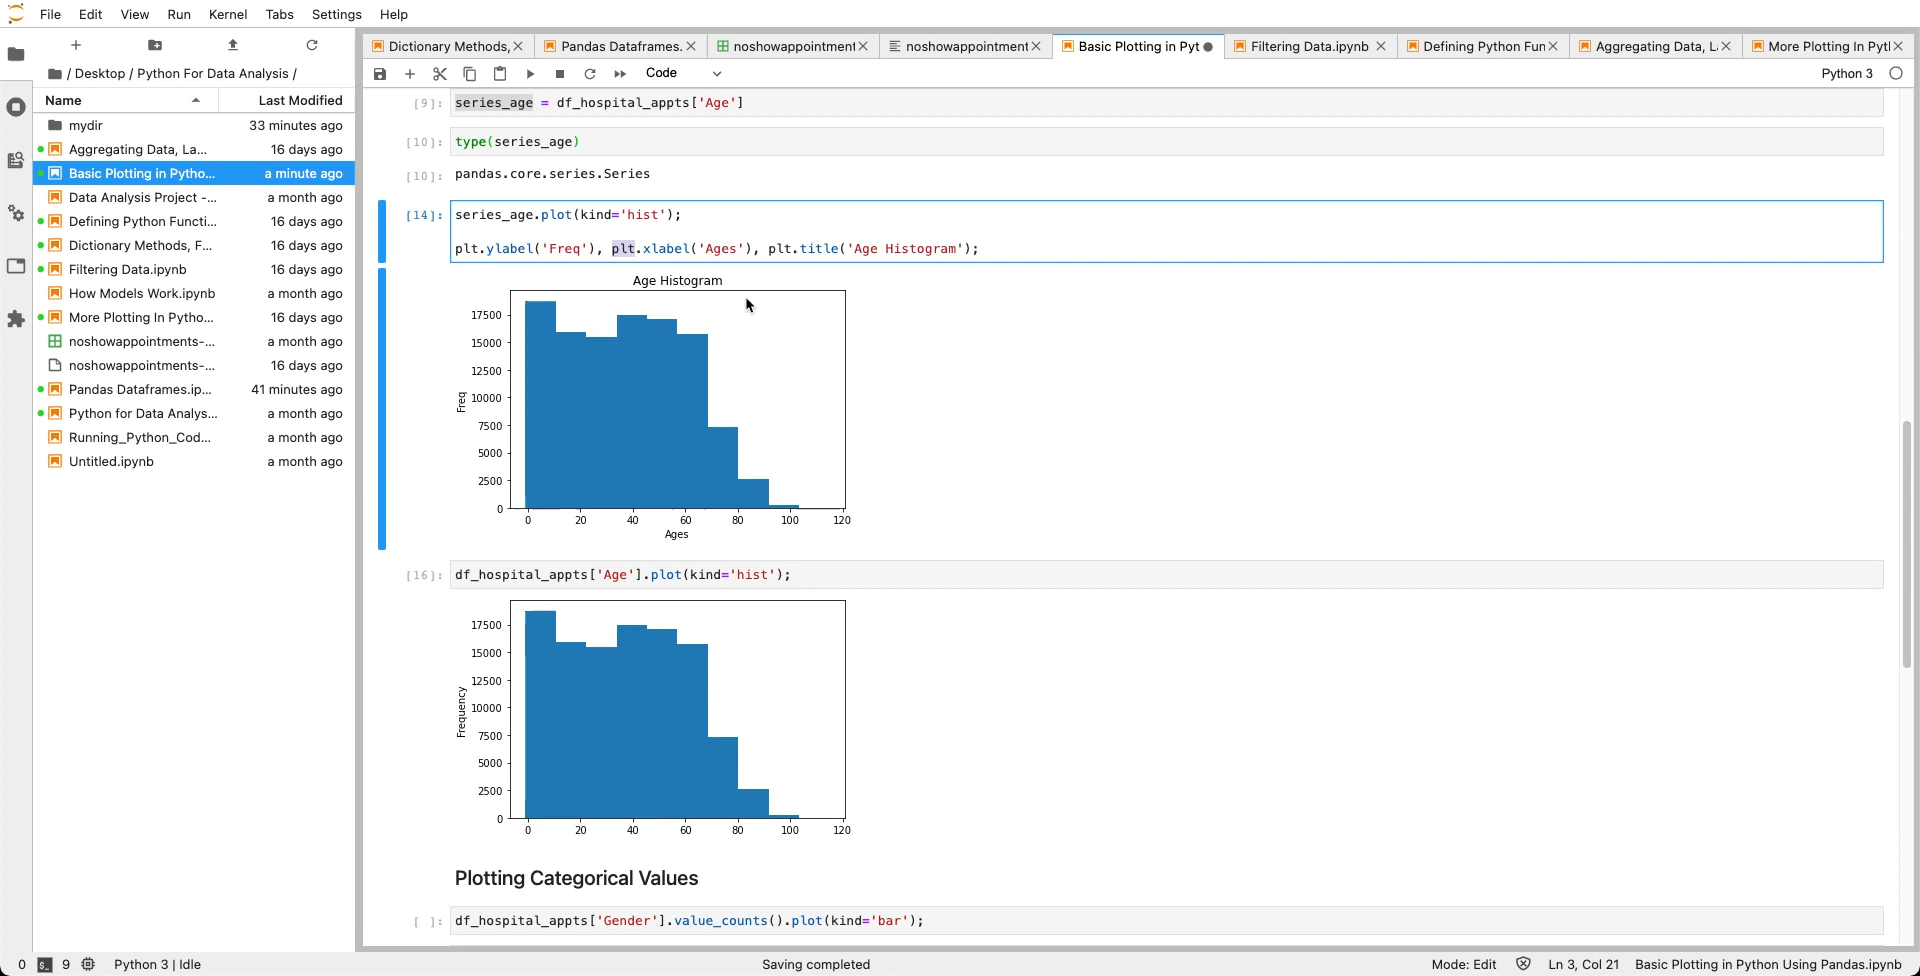 File Edit View Run Kernel Tabs Settings Help
Dictionary Methods, Pandas Dataframes. noshowappointment noshowappointment Basic Plotting in Pyt Filtering Data.ipynb Defining Python Fun Aggregating Data, L More Plotting In Pyt
/ Desktop / Python For Data Analysis /
Code
Python 3
Name Last Modified
mydir 33 minutes ago
Aggregating Data, La... 16 days ago
Basic Plotting in Pytho... a minute ago
Data Analysis Project -... a month ago
Defining Python Functi... 16 days ago
Dictionary Methods, F... 16 days ago
Filtering Data.ipynb 16 days ago
How Models Work.ipynb a month ago
More Plotting In Pytho... 16 days ago
noshowappointments-... a month ago
noshowappointments-... 16 days ago
Pandas Dataframes.ip... 41 minutes ago
Python for Data Analys... a month ago
Running_Python_Cod... a month ago
Untitled.ipynb a month ago
[9]: series_age = df_hospital_appts['Age']
[10]: type(series_age)
[10]: pandas.core.series.Series
[14]: series_age.plot(kind='hist');
plt.ylabel('Freq'), plt.xlabel('Ages'), plt.title('Age Histogram');
Age Histogram
17500
15000
12500
10000
7500
5000
2500
0
Freq
0 20 40 60 80 100 120
Ages
[16]: df_hospital_appts['Age'].plot(kind='hist');
17500
15000
12500
10000
7500
5000
2500
0
Frequency
0 20 40 60 80 100 120
Plotting Categorical Values
[ ]: df_hospital_appts['Gender'].value_counts().plot(kind='bar');
0 $_ 9 Python 3 | Idle Saving completed Mode: Edit Ln 3, Col 21 Basic Plotting in Python Using Pandas.ipynb